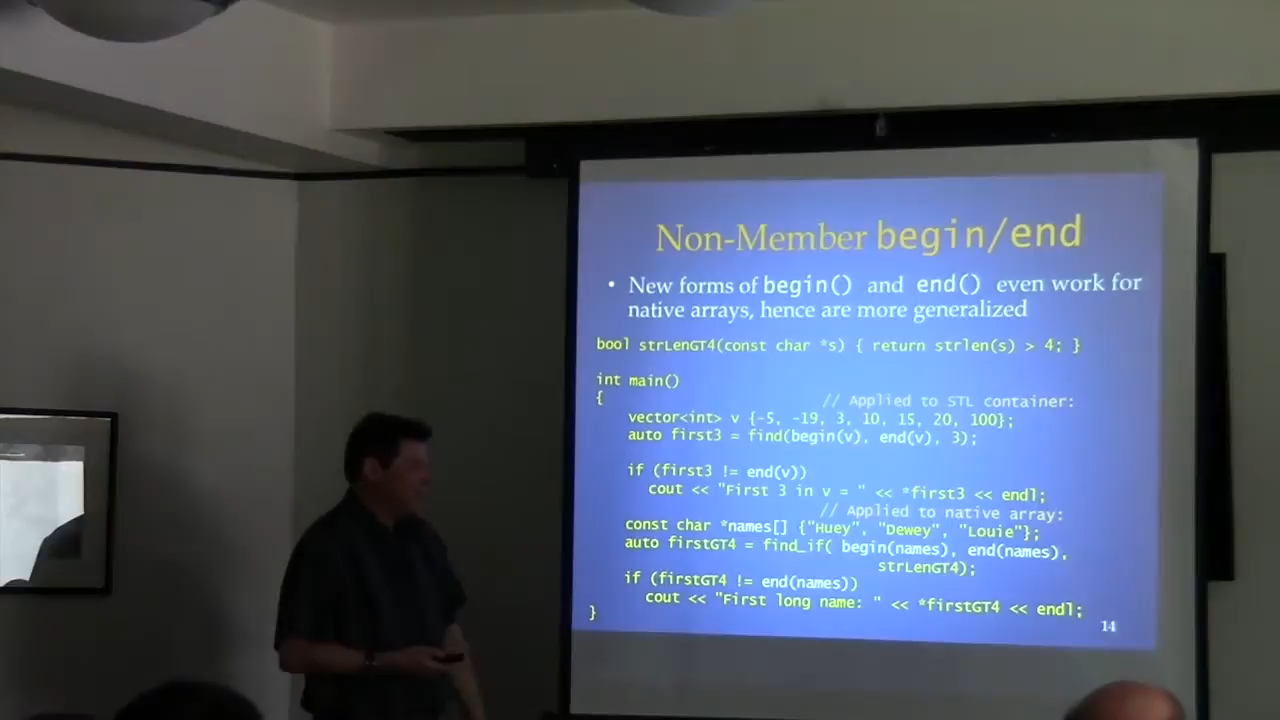 Non-Member begin/end
• New forms of begin() and end() even work for
native arrays, hence are more generalized
bool strLenGT4(const char *s) { return strlen(s) > 4; }
int main()
{ // Applied to STL container:
vector<int> v {-5, -19, 3, 10, 15, 20, 100};
auto first3 = find(begin(v), end(v), 3);
if (first3 != end(v))
cout << "First 3 in v = " << *first3 << endl;
// Applied to native array:
const char *names[] {"Huey", "Dewey", "Louie"};
auto firstGT4 = find_if( begin(names), end(names),
strLenGT4);
if (firstGT4 != end(names))
cout << "First long name: " << *firstGT4 << endl;
}
14